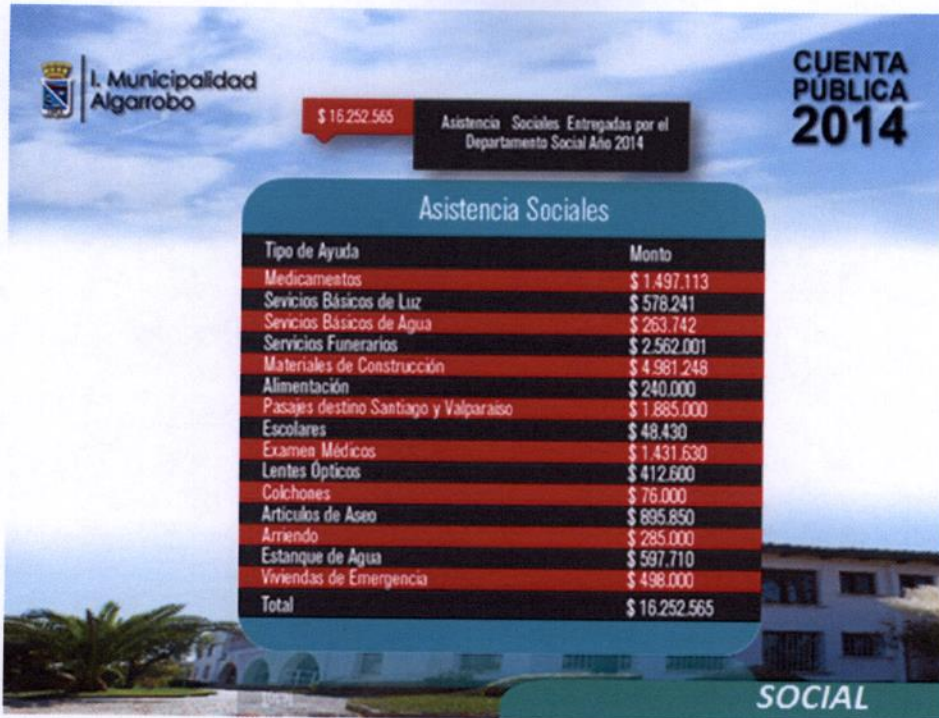 I. Municipalidad
Algarrobo
CUENTA
PÚBLICA
2014
$ 16.252.565
Asistencia Sociales Entregadas por el
Departamento Social Año 2014
Asistencia Sociales
Tipo de Ayuda Monto
Medicamentos $ 1.497.113
Sevicios Básicos de Luz $ 578.241
Sevicios Básicos de Agua $ 263.742
Servicios Funerarios $ 2.562.001
Materiales de Construcción $ 4.981.248
Alimentación $ 240.000
Pasajes destino Santiago y Valparaiso $ 1.885.000
Escolares $ 48.430
Examen Médicos $ 1.431.630
Lentes Ópticos $ 412.600
Colchones $ 76.000
Artículos de Aseo $ 895.850
Arriendo $ 285.000
Estanque de Agua $ 597.710
Viviendas de Emergencia $ 498.000
Total $ 16.252.565
SOCIAL